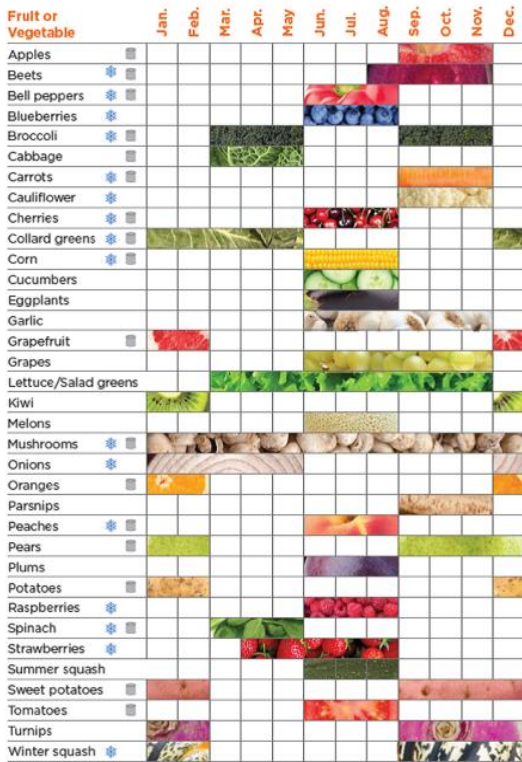 Fruit or
Vegetable
Jan.
Feb.
Mar.
Apr.
May
Jun.
Jul.
Aug.
Sep.
Oct.
Nov.
Dec.
Apples
Beets
Bell peppers
Blueberries
Broccoli
Cabbage
Carrots
Cauliflower
Cherries
Collard greens
Corn
Cucumbers
Eggplants
Garlic
Grapefruit
Grapes
Lettuce/Salad greens
Kiwi
Melons
Mushrooms
Onions
Oranges
Parsnips
Peaches
Pears
Plums
Potatoes
Raspberries
Spinach
Strawberries
Summer squash
Sweet potatoes
Tomatoes
Turnips
Winter squash